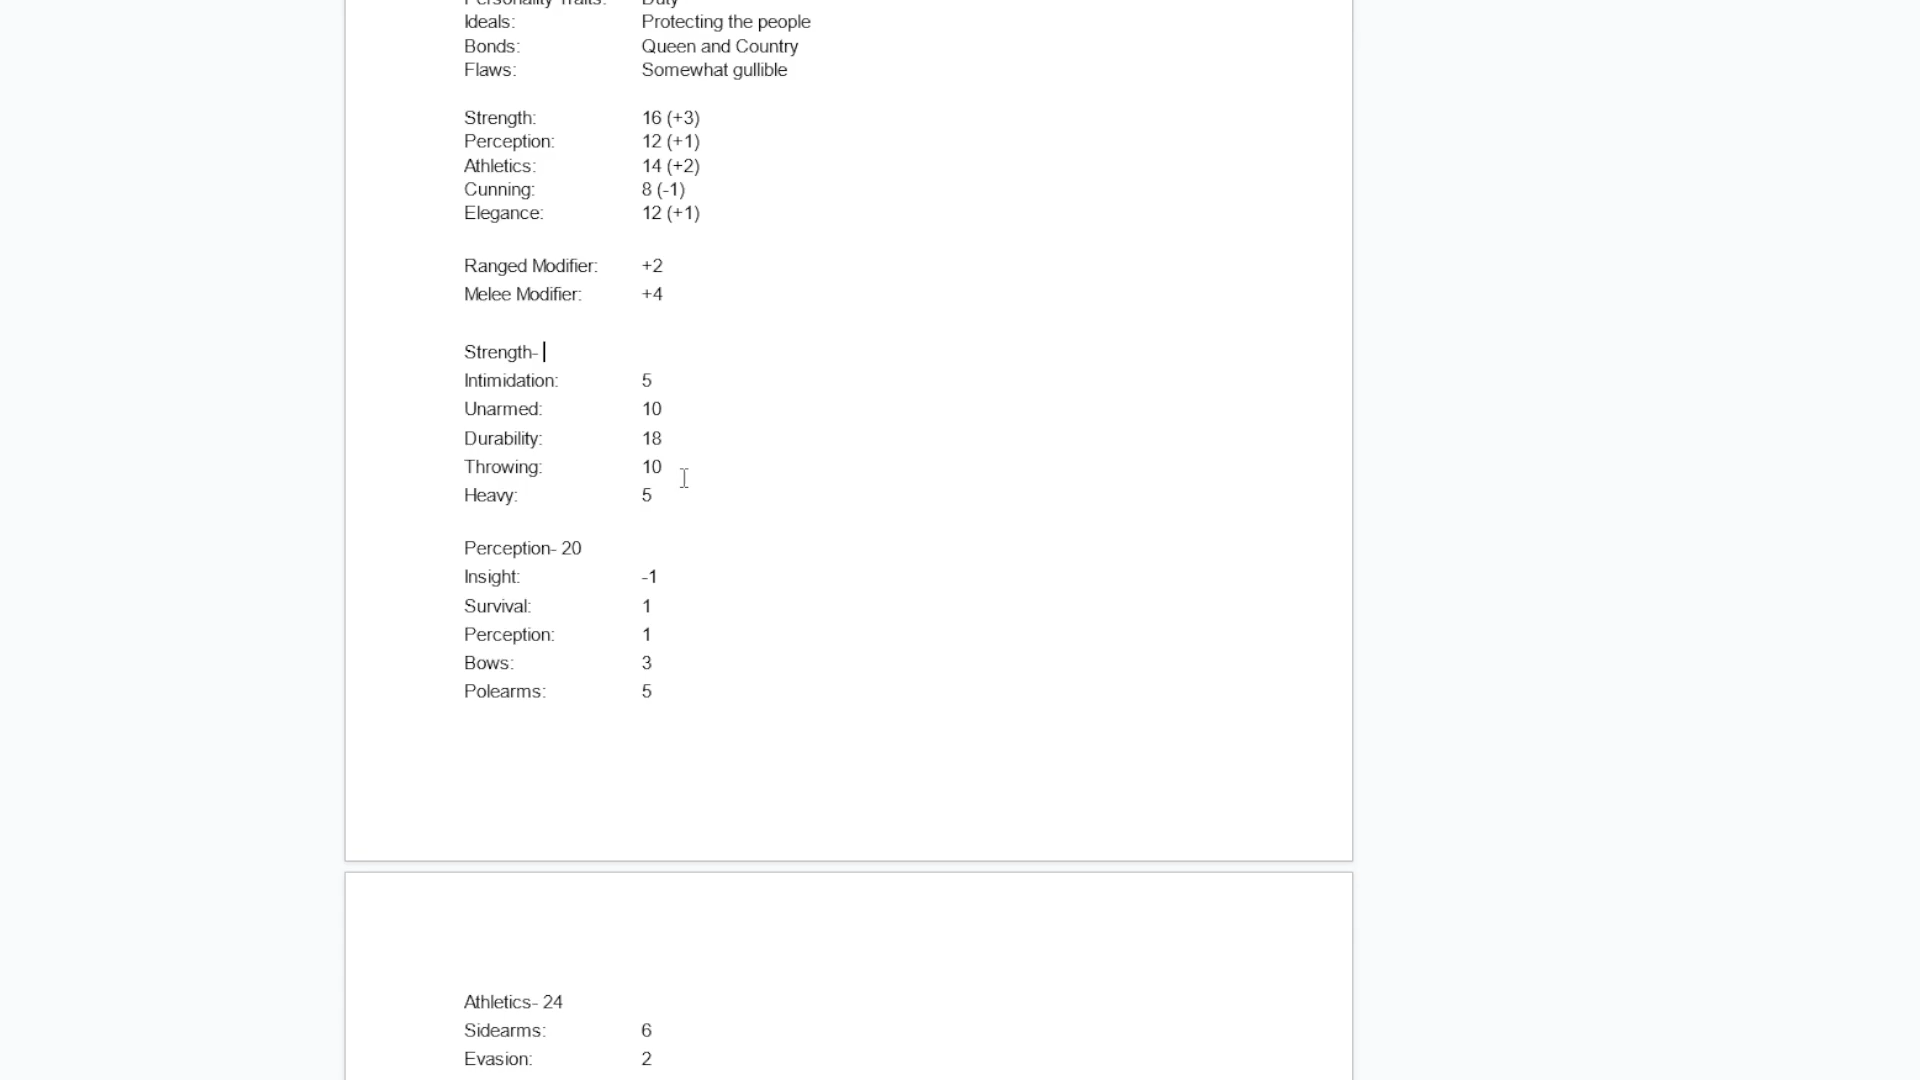 Personality Traits: Duty
Ideals: Protecting the people
Bonds: Queen and Country
Flaws: Somewhat gullible
Strength: 16 (+3)
Perception: 12 (+1)
Athletics: 14 (+2)
Cunning: 8 (-1)
Elegance: 12 (+1)
Ranged Modifier: +2
Melee Modifier: +4
Strength-
Intimidation: 5
Unarmed: 10
Durability: 18
Throwing: 10
Heavy: 5
Perception- 20
Insight: -1
Survival: 1
Perception: 1
Bows: 3
Polearms: 5
Athletics- 24
Sidearms: 6
Evasion: 2